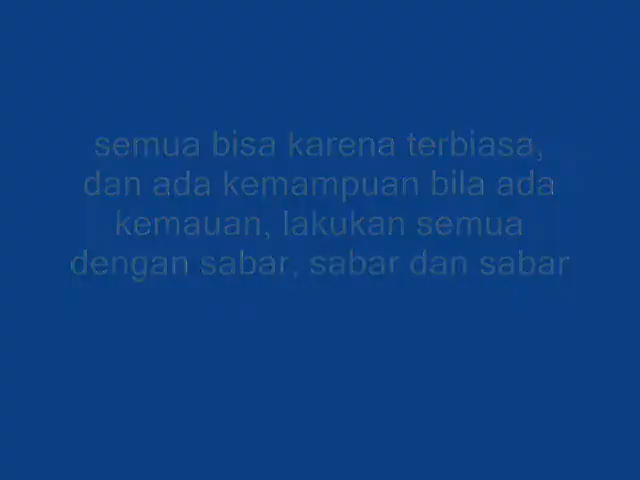 semua bisa karena terbiasa,
dan ada kemampuan bila ada
kemauan, lakukan semua
dengan sabar, sabar dan sabar